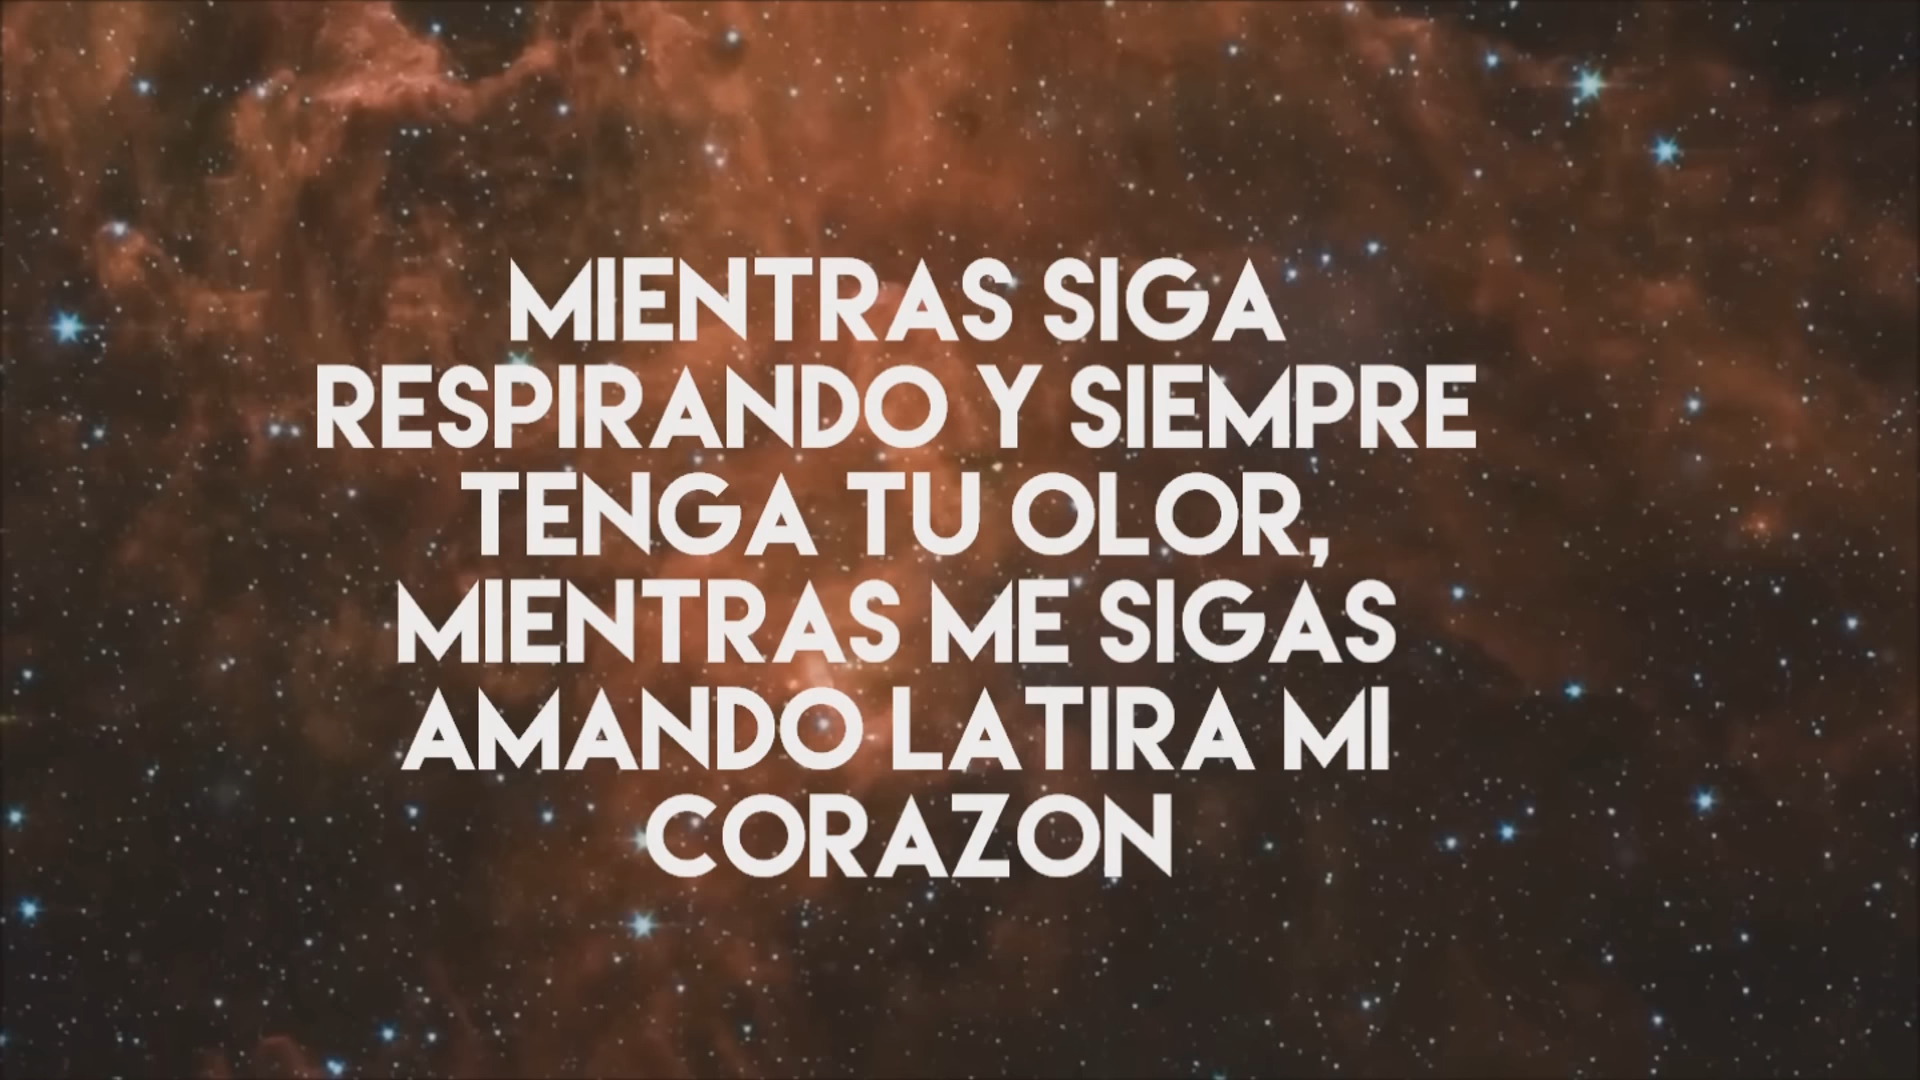 MIENTRAS SIGA
RESPIRANDO Y SIEMPRE
TENGA TU OLOR,
MIENTRAS ME SIGAS
AMANDO LATIRA MI
CORAZON